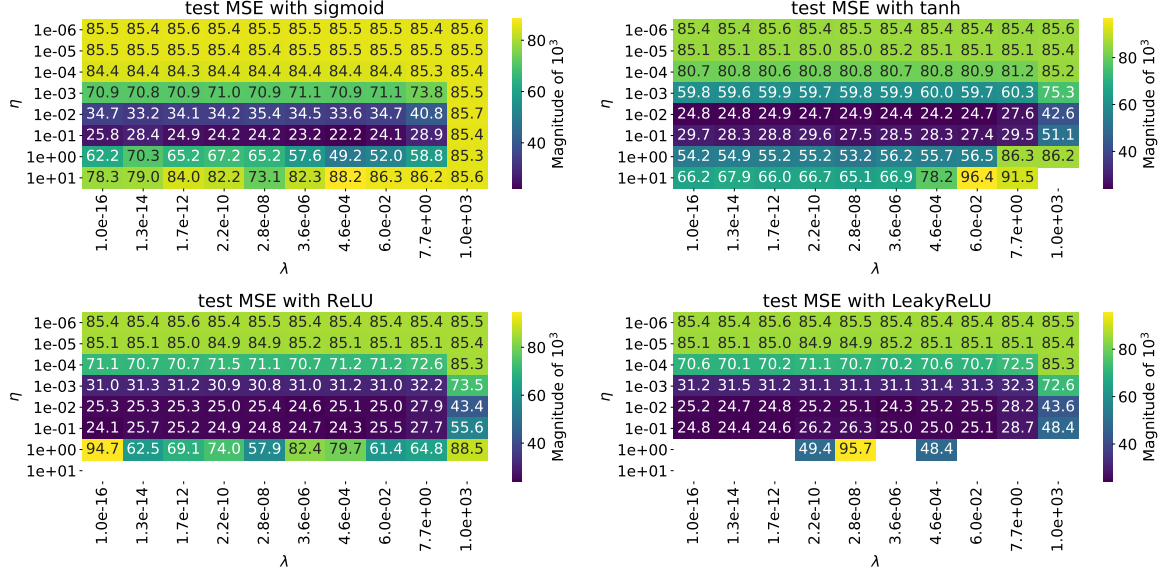 test MSE with sigmoid
1e-06 85.5 85.4 85.6 85.4 85.5 85.5 85.5 85.5 85.4 85.6
1e-05 85.5 85.5 85.5 85.5 85.5 85.5 85.5 85.5 85.5 85.5
1e-04 84.4 84.4 84.3 84.4 84.4 84.4 84.4 84.4 85.3 85.4
1e-03 70.9 70.8 70.9 71.0 70.9 71.1 70.9 71.1 73.8 85.5
1e-02 34.7 33.2 34.1 34.2 35.4 34.5 33.6 34.7 40.8 85.7
1e-01 25.8 28.4 24.9 24.2 24.2 23.2 22.2 24.1 28.9 85.4
1e+00 62.2 70.3 65.2 67.2 65.2 57.6 49.2 52.0 58.8 85.3
1e+01 78.3 79.0 84.0 82.2 73.1 82.3 88.2 86.3 86.2 85.6
η
1.0e-16 1.3e-14 1.7e-12 2.2e-10 2.8e-08 3.6e-06 4.6e-04 6.0e-02 7.7e+00 1.0e+03
λ
80
60
40
Magnitude of 10³
test MSE with tanh
1e-06 85.4 85.4 85.6 85.4 85.5 85.4 85.5 85.4 85.4 85.6
1e-05 85.1 85.1 85.1 85.0 85.0 85.2 85.1 85.1 85.1 85.4
1e-04 80.7 80.8 80.6 80.8 80.8 80.7 80.8 80.9 81.2 85.2
1e-03 59.8 59.6 59.9 59.7 59.8 59.9 60.0 59.7 60.3 75.3
1e-02 24.8 24.8 24.9 24.7 24.9 24.4 24.2 24.7 27.6 42.6
1e-01 29.7 28.3 28.8 29.6 27.5 28.5 28.3 27.4 29.5 51.1
1e+00 54.2 54.9 55.2 55.2 53.2 56.2 55.7 56.5 86.3 86.2
1e+01 66.2 67.9 66.0 66.7 65.1 66.9 78.2 96.4 91.5
η
1.0e-16 1.3e-14 1.7e-12 2.2e-10 2.8e-08 3.6e-06 4.6e-04 6.0e-02 7.7e+00 1.0e+03
λ
80
60
40
Magnitude of 10³
test MSE with ReLU
1e-06 85.4 85.4 85.6 85.4 85.5 85.4 85.5 85.4 85.4 85.5
1e-05 85.1 85.1 85.0 84.9 84.9 85.2 85.1 85.0 85.1 85.4
1e-04 71.1 70.7 70.7 71.5 71.1 70.7 71.2 71.2 72.6 85.3
1e-03 31.0 31.3 31.2 30.9 30.8 31.0 31.2 31.0 32.2 73.5
1e-02 25.3 25.3 25.3 25.0 25.4 24.6 25.1 25.0 27.9 43.4
1e-01 24.1 25.7 25.2 24.9 24.8 24.7 24.3 25.5 27.7 55.6
1e+00 94.7 62.5 69.1 74.0 57.9 82.4 79.7 61.4 64.8 88.5
1e+01
η
1.0e-16 1.3e-14 1.7e-12 2.2e-10 2.8e-08 3.6e-06 4.6e-04 6.0e-02 7.7e+00 1.0e+03
λ
80
60
40
Magnitude of 10³
test MSE with LeakyReLU
1e-06 85.4 85.4 85.6 85.4 85.5 85.4 85.5 85.4 85.4 85.5
1e-05 85.1 85.1 85.0 84.9 84.9 85.2 85.1 85.1 85.1 85.4
1e-04 70.6 70.1 70.2 71.2 70.7 70.2 70.6 70.7 72.5 85.3
1e-03 31.2 31.5 31.2 31.1 31.1 31.1 31.4 31.3 32.3 72.6
1e-02 25.2 24.7 24.8 25.2 25.1 24.3 25.2 25.1 28.2 43.6
1e-01 24.8 24.4 24.6 26.2 26.3 25.0 25.0 25.1 28.7 48.4
1e+00 49.4 95.7 48.4
1e+01
η
1.0e-16 1.3e-14 1.7e-12 2.2e-10 2.8e-08 3.6e-06 4.6e-04 6.0e-02 7.7e+00 1.0e+03
λ
80
60
40
Magnitude of 10³